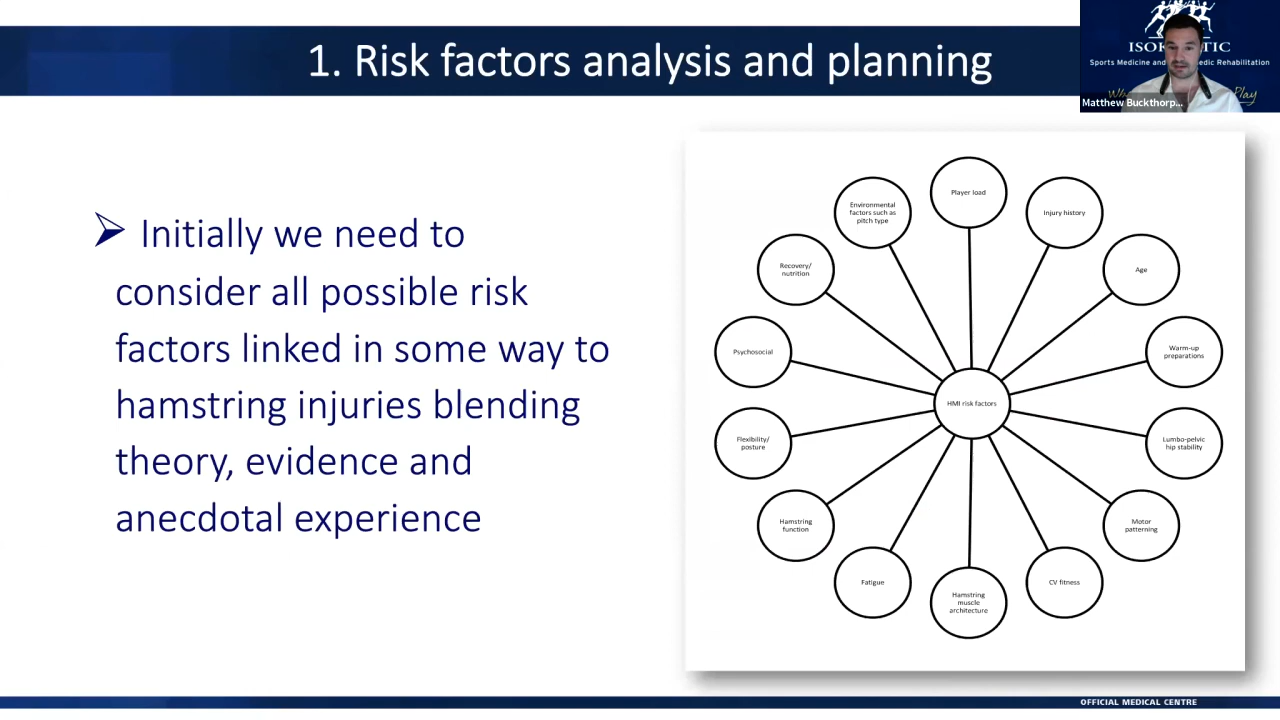 1. Risk factors analysis and planning
Sports Medicine and
edic Rehabilitation
Play
Matthew Buckthorp...
➢ Initially we need to
consider all possible risk
factors linked in some way to
hamstring injuries blending
theory, evidence and
anecdotal experience
Player load
Environmental
factors such as
pitch type
Injury history
Recovery/
nutrition
Age
Psychosocial
Warm-up
preparations
HMI risk factors
Flexibility/
posture
Lumbo-pelvic
hip stability
Hamstring
function
Motor
patterning
Fatigue
CV fitness
Hamstring
muscle
architecture
OFFICIAL MEDICAL CENTRE